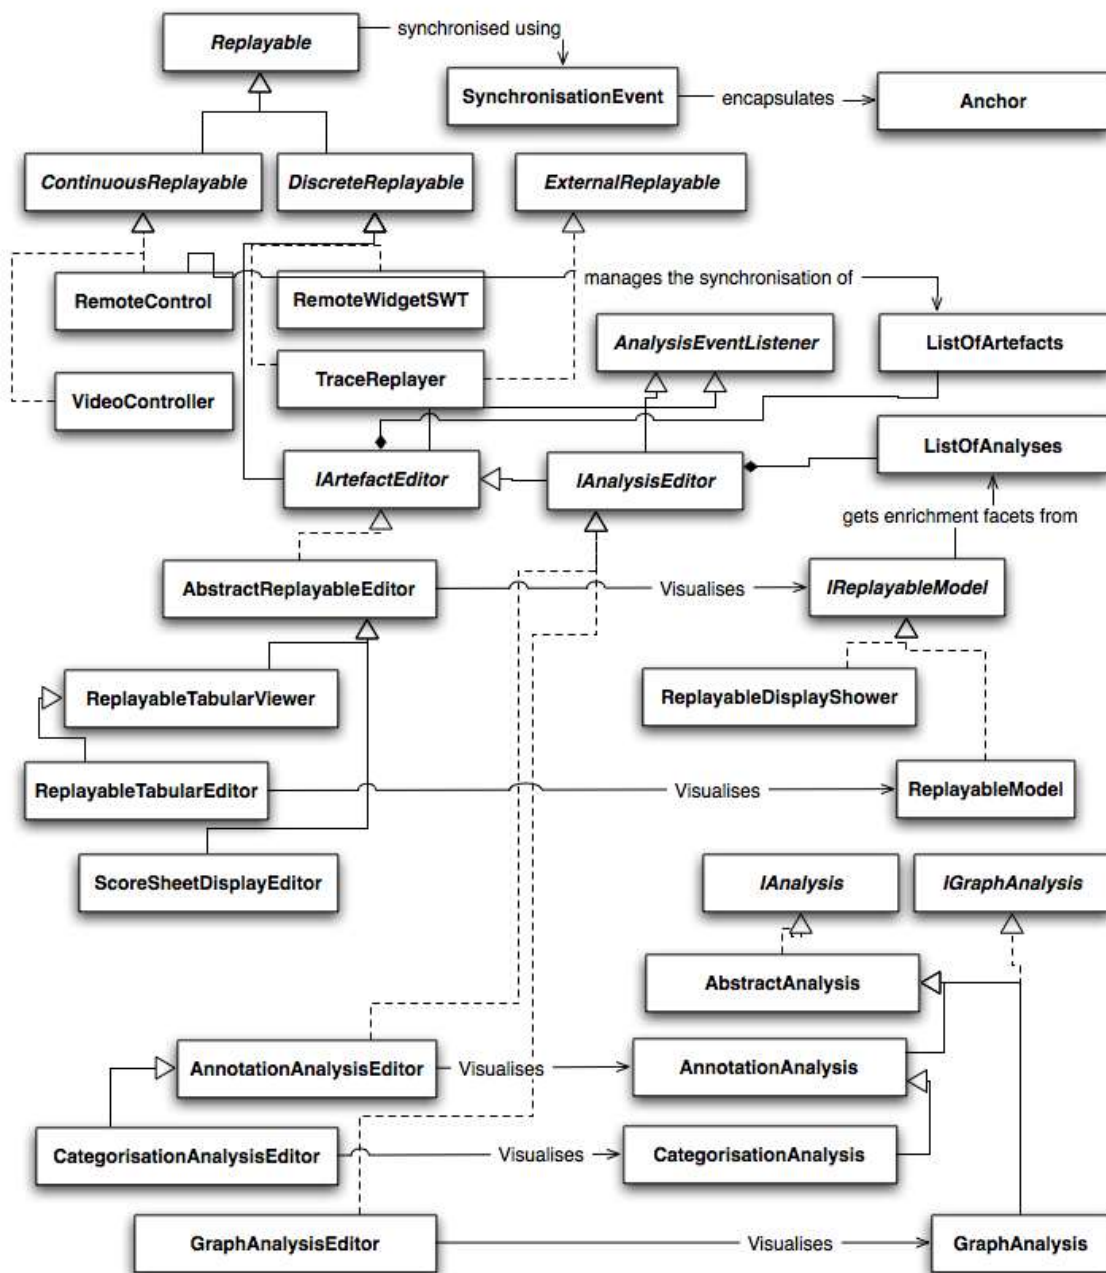 Replayable
synchronised using
SynchronisationEvent
encapsulates
Anchor
ContinuousReplayable
DiscreteReplayable
ExternalReplayable
RemoteControl
RemoteWidgetSWT
manages the synchronisation of
AnalysisEventListener
ListOfArtefacts
VideoController
TraceReplayer
ListOfAnalyses
IArtefactEditor
IAnalysisEditor
gets enrichment facets from
AbstractReplayableEditor
Visualises
IReplayableModel
ReplayableTabularViewer
ReplayableDisplayShower
ReplayableTabularEditor
Visualises
ReplayableModel
ScoreSheetDisplayEditor
IAnalysis
IGraphAnalysis
AbstractAnalysis
AnnotationAnalysisEditor
Visualises
AnnotationAnalysis
CategorisationAnalysisEditor
Visualises
CategorisationAnalysis
GraphAnalysisEditor
Visualises
GraphAnalysis